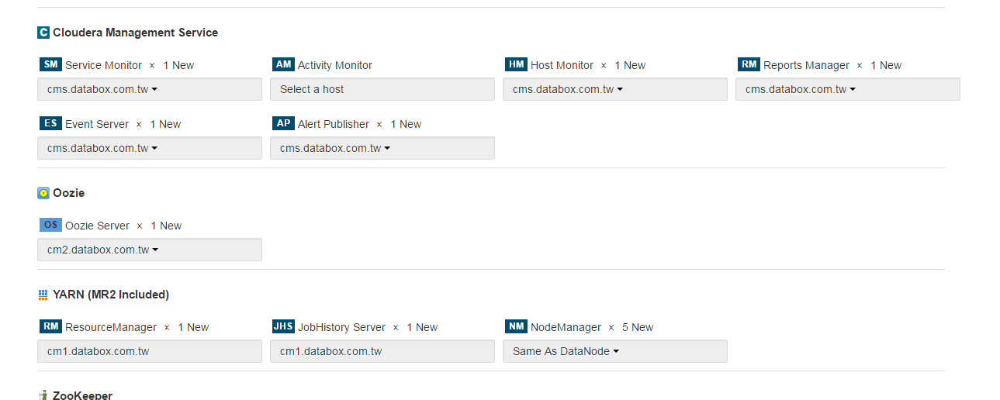 C Cloudera Management Service
SM Service Monitor × 1 New AM Activity Monitor HM Host Monitor × 1 New RM Reports Manager × 1 New
cms.databox.com.tw Select a host cms.databox.com.tw cms.databox.com.tw
ES Event Server × 1 New AP Alert Publisher × 1 New
cms.databox.com.tw cms.databox.com.tw
Oozie
OS Oozie Server × 1 New
cm2.databox.com.tw
YARN (MR2 Included)
RM ResourceManager × 1 New JHS JobHistory Server × 1 New NM NodeManager × 5 New
cm1.databox.com.tw cm1.databox.com.tw Same As DataNode
ZooKeeper